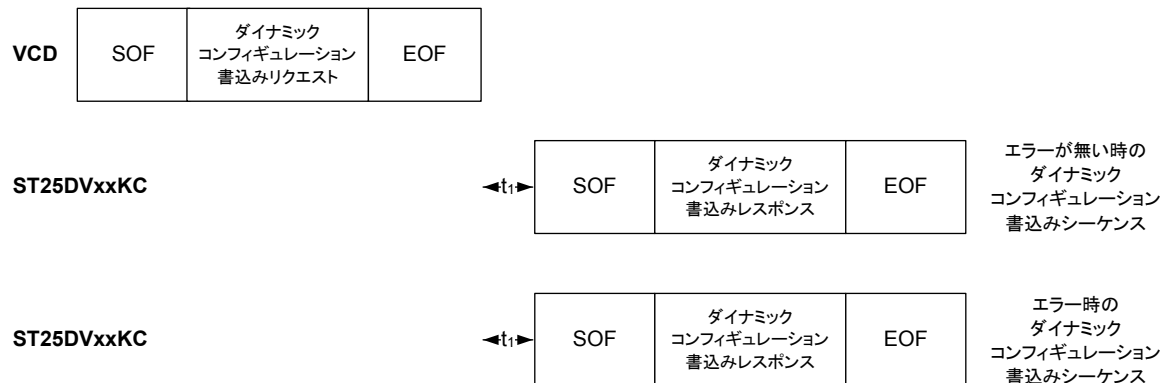 VCD
SOF
ダイナミック
コンフィギュレーション
書込みリクエスト
EOF
ST25DVxxKC
t1
SOF
ダイナミック
コンフィギュレーション
書込みレスポンス
EOF
エラーが無い時の
ダイナミック
コンフィギュレーション
書込みシーケンス
ST25DVxxKC
t1
SOF
ダイナミック
コンフィギュレーション
書込みレスポンス
EOF
エラー時の
ダイナミック
コンフィギュレーション
書込みシーケンス